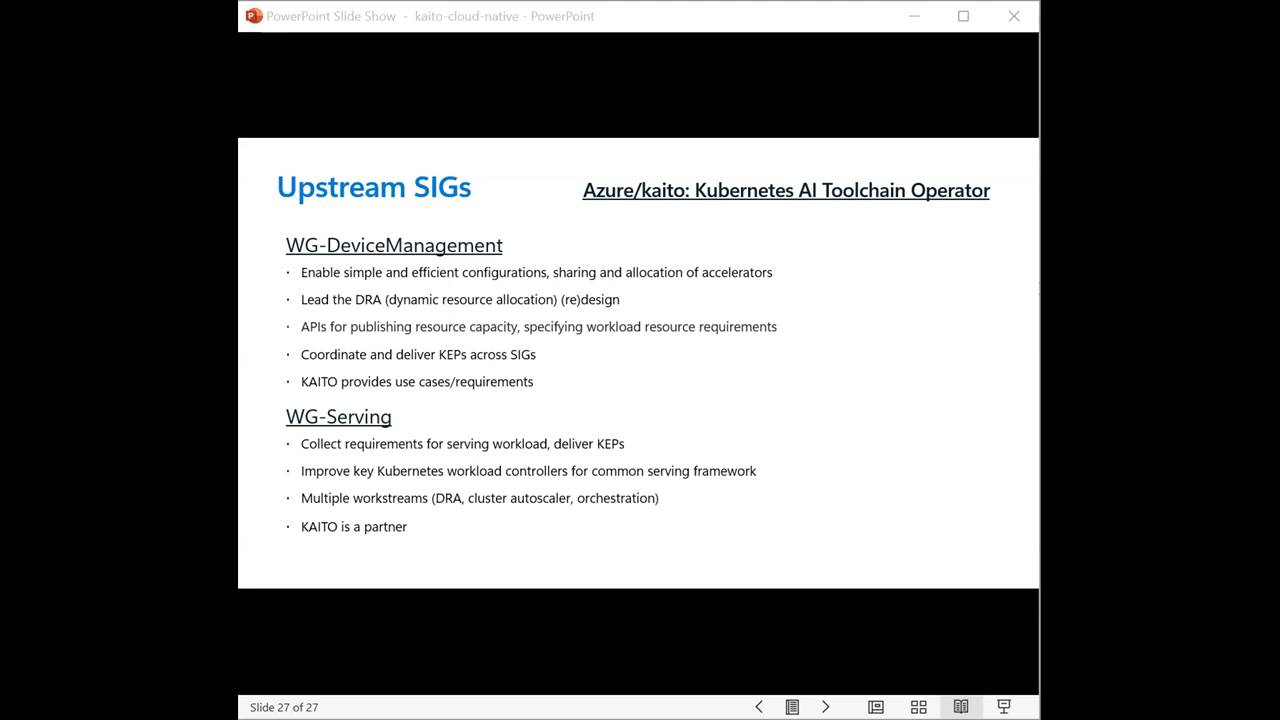 PowerPoint Slide Show - kaito-cloud-native - PowerPoint
Upstream SIGs
Azure/kaito: Kubernetes AI Toolchain Operator
WG-DeviceManagement
· Enable simple and efficient configurations, sharing and allocation of accelerators
· Lead the DRA (dynamic resource allocation) (re)design
· APIs for publishing resource capacity, specifying workload resource requirements
· Coordinate and deliver KEPs across SIGs
· KAITO provides use cases/requirements
WG-Serving
· Collect requirements for serving workload, deliver KEPs
· Improve key Kubernetes workload controllers for common serving framework
· Multiple workstreams (DRA, cluster autoscaler, orchestration)
· KAITO is a partner
Slide 27 of 27